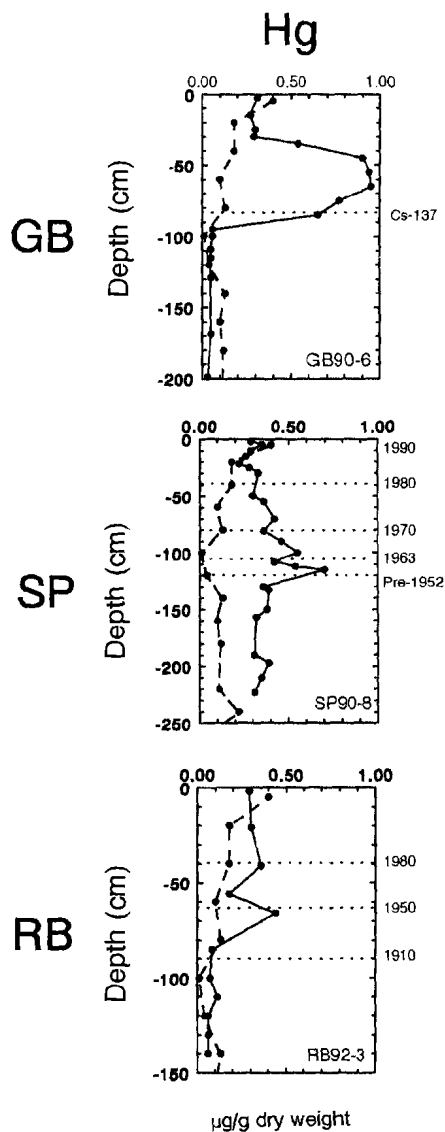 Hg
0.00 0.50 1.00
0
-50
-100
-150
-200
Depth (cm)
GB
Cs-137
GB90-6
0.00 0.50 1.00
0
-50
-100
-150
-200
-250
Depth (cm)
SP
1990
1980
1970
1963
Pre-1952
SP90-8
0.00 0.50 1.00
0
-50
-100
-150
Depth (cm)
RB
1980
1950
1910
RB92-3
µg/g dry weight